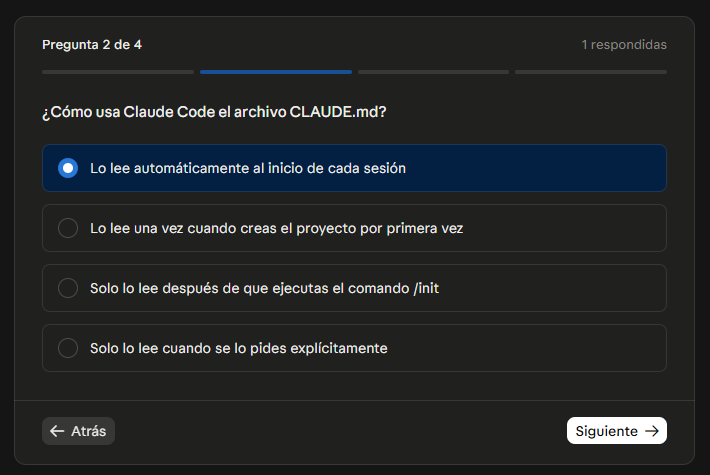 Pregunta 2 de 4
1 respondidas
¿Cómo usa Claude Code el archivo CLAUDE.md?
Lo lee automáticamente al inicio de cada sesión
Lo lee una vez cuando creas el proyecto por primera vez
Solo lo lee después de que ejecutas el comando /init
Solo lo lee cuando se lo pides explícitamente
← Atrás
Siguiente →